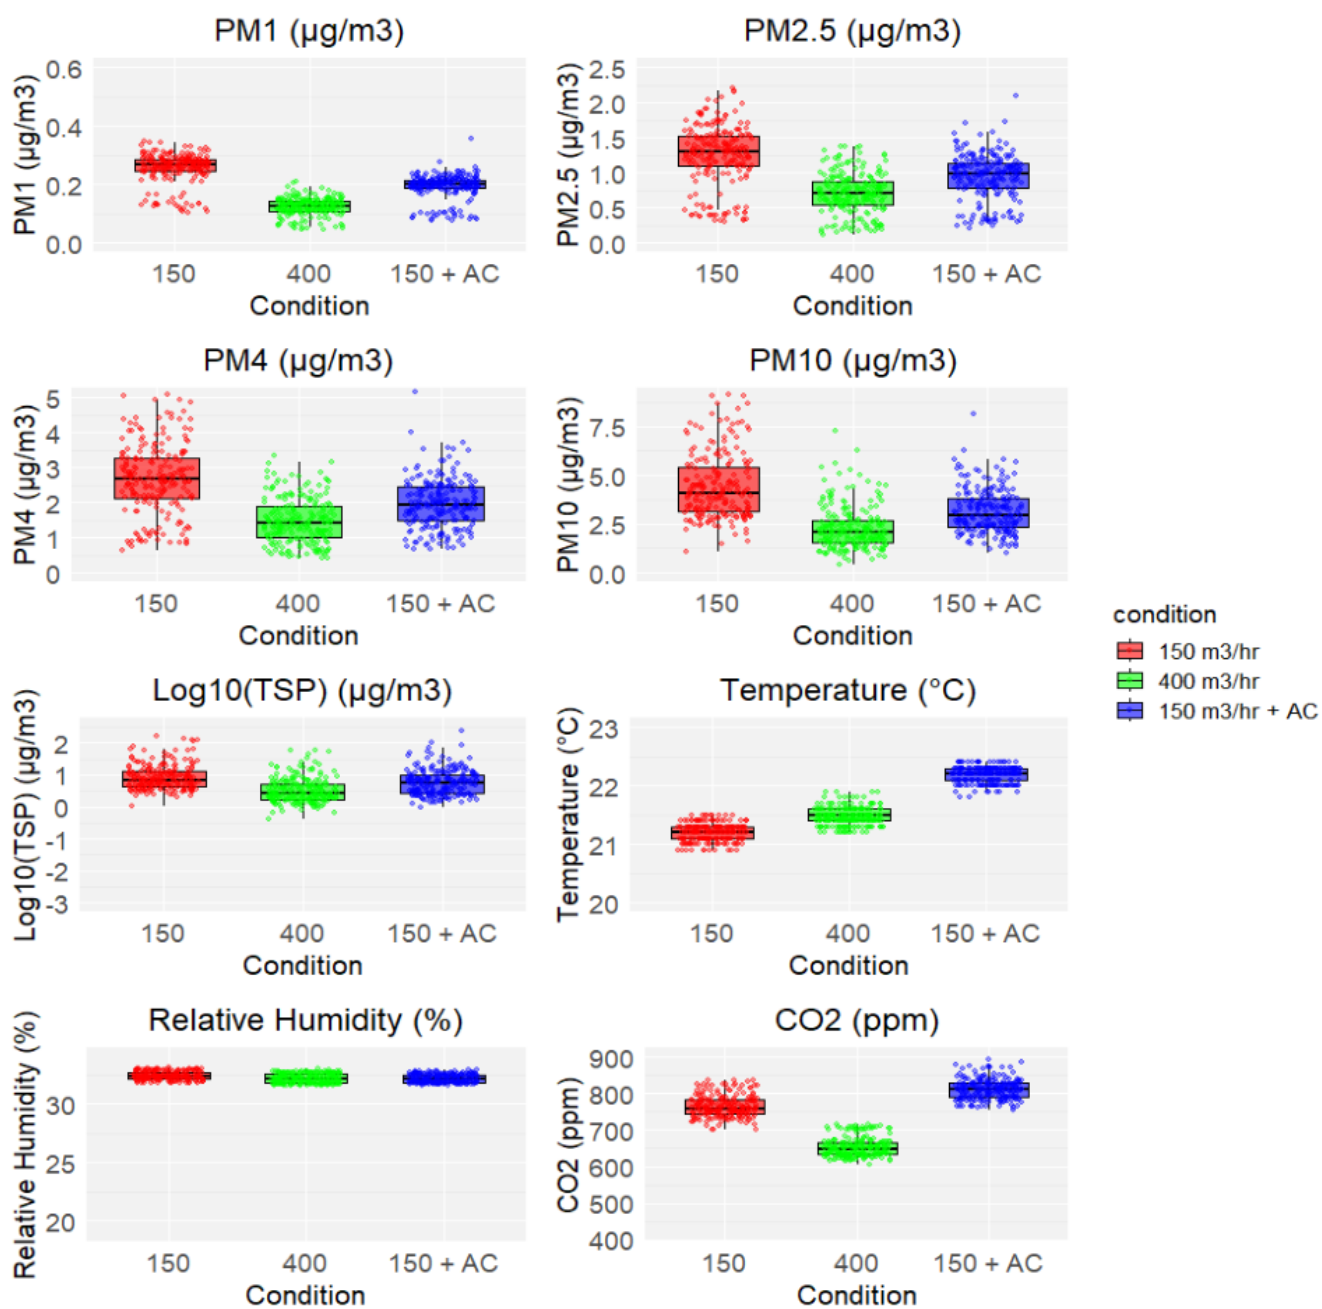 PM1 (µg/m3)
PM1 (µg/m3)
0.6
0.4
0.2
0.0
150 400 150 + AC
Condition
PM2.5 (µg/m3)
PM2.5 (µg/m3)
2.5
2.0
1.5
1.0
0.5
0.0
150 400 150 + AC
Condition
PM4 (µg/m3)
PM4 (µg/m3)
5
4
3
2
1
0
150 400 150 + AC
Condition
PM10 (µg/m3)
PM10 (µg/m3)
7.5
5.0
2.5
0.0
150 400 150 + AC
Condition
Log10(TSP) (µg/m3)
Log10(TSP) (µg/m3)
2
1
0
-1
-2
-3
150 400 150 + AC
Condition
Temperature (°C)
Temperature (°C)
23
22
21
20
150 400 150 + AC
Condition
Relative Humidity (%)
Relative Humidity (%)
30
25
20
150 400 150 + AC
Condition
CO2 (ppm)
CO2 (ppm)
900
800
700
600
500
400
150 400 150 + AC
Condition
condition
150 m3/hr
400 m3/hr
150 m3/hr + AC